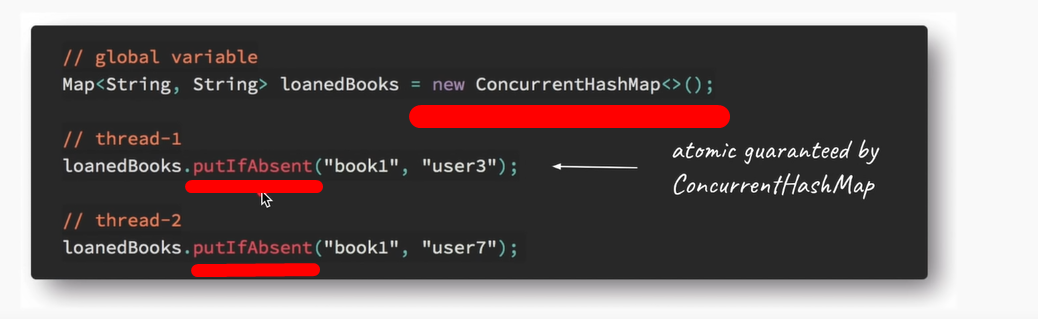 // global variable
Map<String, String> loanedBooks = new ConcurrentHashMap<>();
// thread-1
loanedBooks.putIfAbsent("book1", "user3");
atomic guaranteed by
ConcurrentHashMap
// thread-2
loanedBooks.putIfAbsent("book1", "user7");